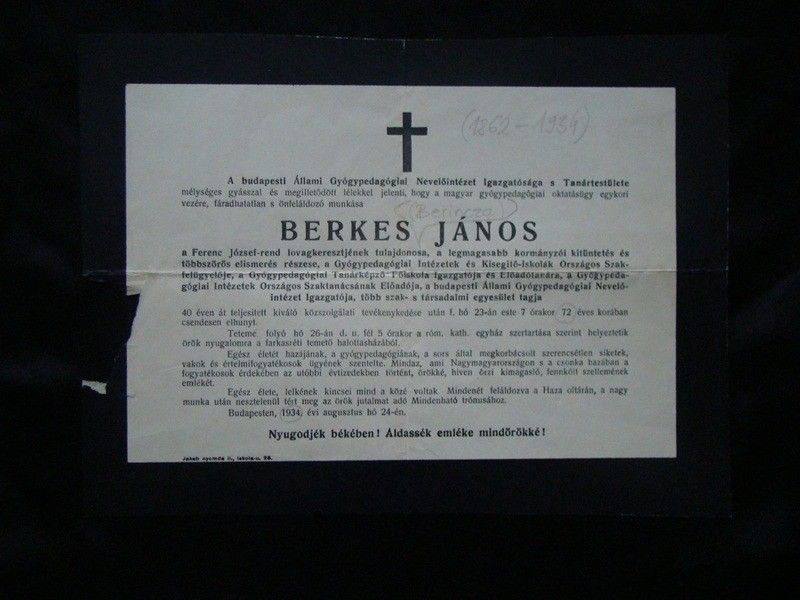 (1862-1934)
A budapesti Állami Gyógypedagógiai Nevelőintézet Igazgatósága s Tanártestülete
mélységes gyásszal és megilletődött lélekkel jelenti, hogy a magyar gyógypedagógiai oktatásügy egykori
vezére, fáradhatatlan s önfeláldozó munkása
(Berincza)
BERKES JÁNOS
a Ferenc József-rend lovagkeresztjének tulajdonosa, a legmagasabb kormányzói kitüntetés és
többszörös elismerés részese, a Gyógypedagógiai Intézetek és Kisegítő-Iskolák Országos Szak-
felügyelője, a Gyógypedagógiai Tanárképző Főiskola Igazgatója és Előadótanára, a Gyógypeda-
gógiai Intézetek Országos Szaktanácsának Előadója, a budapesti Állami Gyógypedagógiai Nevelő-
intézet Igazgatója, több szak- s társadalmi egyesület tagja
40 éven át teljesített kiváló közszolgálati tevékenykedése után f. hó 23-án este 7 órakor 72 éves korában
csendesen elhunyt.
Teteme folyó hó 26-án d. u. fél 5 órakor a róm. kath. egyház szertartása szerint helyeztetik
örök nyugalomra a farkasréti temető halottasházából.
Egész életét hazájának, a gyógypedagógiának, a sors által megkorbácsolt szerencsétlen siketek,
vakok és értelmifogyatékosok ügyének szentelte. Mindaz, ami Nagymagyarországon s a csonka hazában a
fogyatékosok érdekében az utóbbi évtizedekben történt, örökké, hiven őrzi kimagasló, fennkölt szellemének
emlékét.
Egész élete, lelkének kincsei mind a közé voltak. Mindenét feláldozva a Haza oltárán, a nagy
munka után nesztelenül tért meg az örök jutalmat adó Mindenható trónusához.
Budapesten, 1934. évi augusztus hó 24-én.
Nyugodjék békében! Áldassék emléke mindörökké!
Jakab nyomda II., Iskola-u. 28.